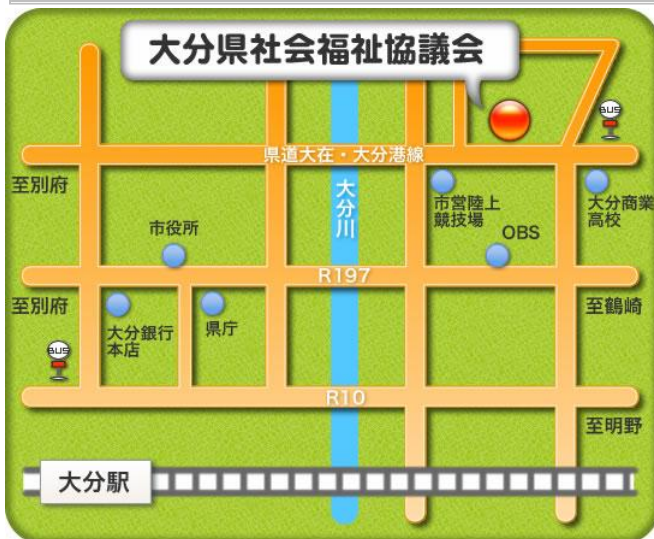 大分県社会福祉協議会
BUS
県道大在・大分港線
至別府
大分川
市営陸上
競技場
大分商業
高校
市役所
OBS
R197
至別府
至鶴崎
大分銀行
本店
県庁
BUS
R10
至明野
大分駅